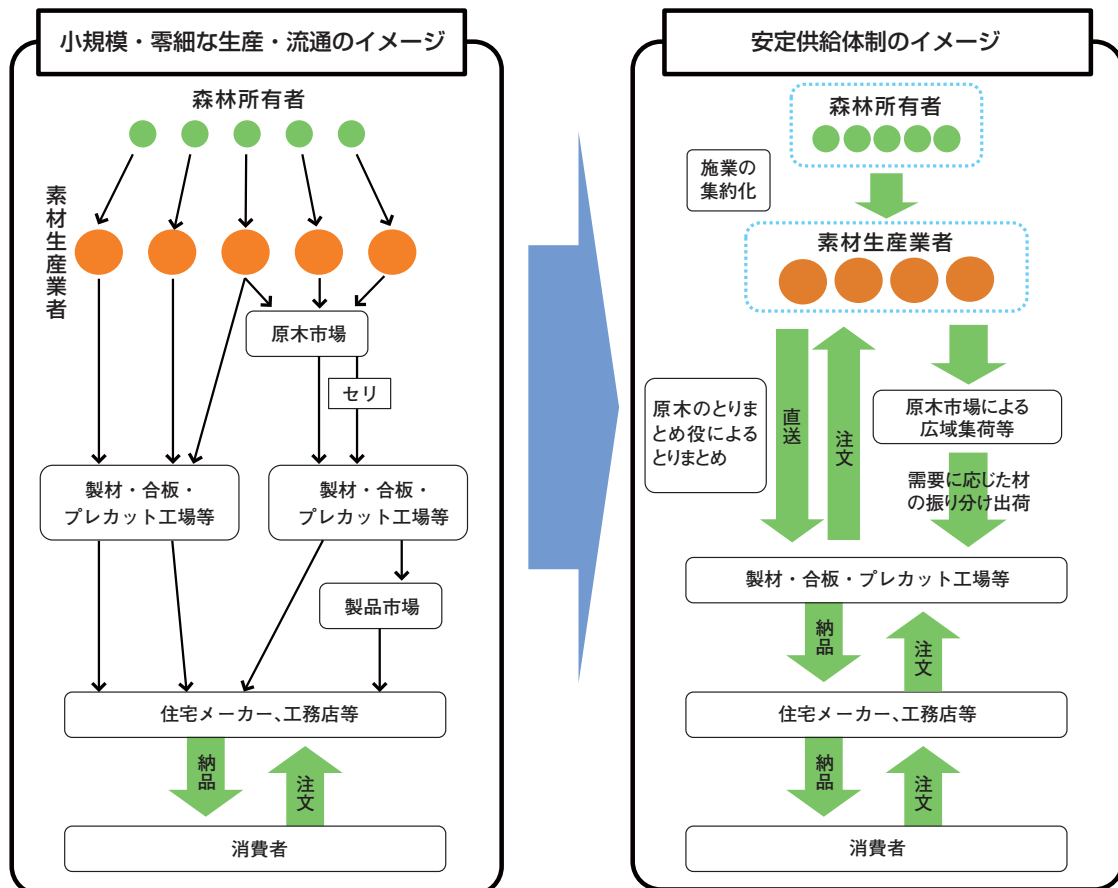 小規模・零細な生産・流通のイメージ
森林所有者
素材生産業者
原木市場
セリ
製材・合板・
プレカット工場等
製材・合板・
プレカット工場等
製品市場
住宅メーカー、工務店等
納品
注文
消費者
安定供給体制のイメージ
森林所有者
施業の
集約化
素材生産業者
原木のとりま
とめ役による
とりまとめ
直送
注文
原木市場による
広域集荷等
需要に応じた材
の振り分け出荷
製材・合板・プレカット工場等
納品
注文
住宅メーカー、工務店等
納品
注文
消費者